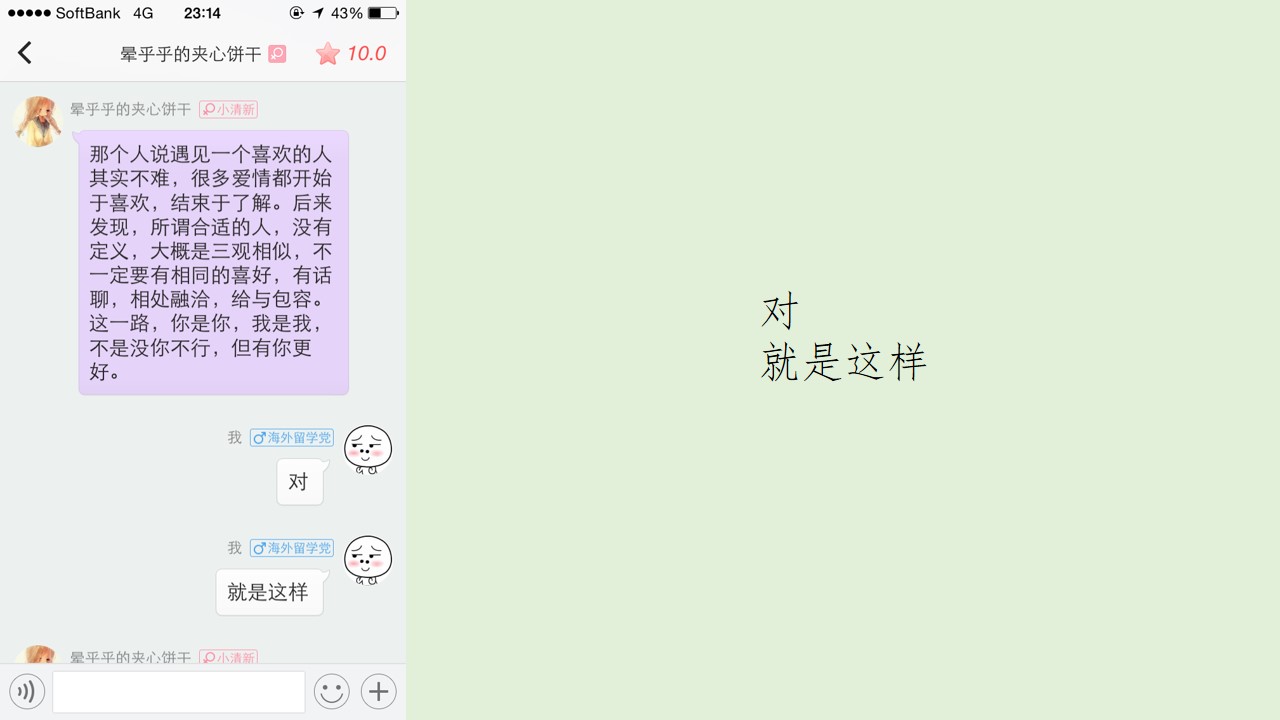 SoftBank 4G 23:14 43%
晕乎乎的夹心饼干 10.0
晕乎乎的夹心饼干 小清新
那个人说遇见一个喜欢的人
其实不难，很多爱情都开始
于喜欢，结束于了解。后来
发现，所谓合适的人，没有
定义，大概是三观相似，不
一定要有相同的喜好，有话
聊，相处融洽，给与包容。
这一路，你是你，我是我，
不是没你不行，但有你更
好。
我 海外留学党
对
我 海外留学党
就是这样
晕乎乎的夹心饼干 小清新
对
就是这样